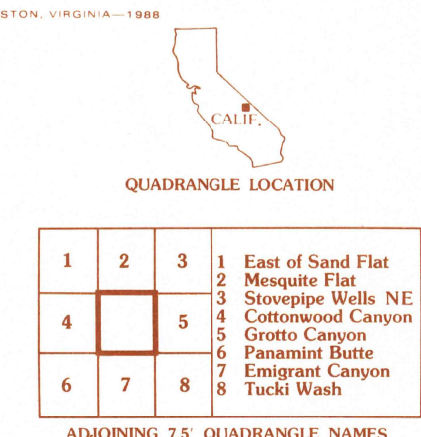 STON, VIRGINIA—1988
CALIF.
QUADRANGLE LOCATION
1 2 3
4 5
6 7 8
1 East of Sand Flat
2 Mesquite Flat
3 Stovepipe Wells NE
4 Cottonwood Canyon
5 Grotto Canyon
6 Panamint Butte
7 Emigrant Canyon
8 Tucki Wash
ADJOINING 7.5′ QUADRANGLE NAMES